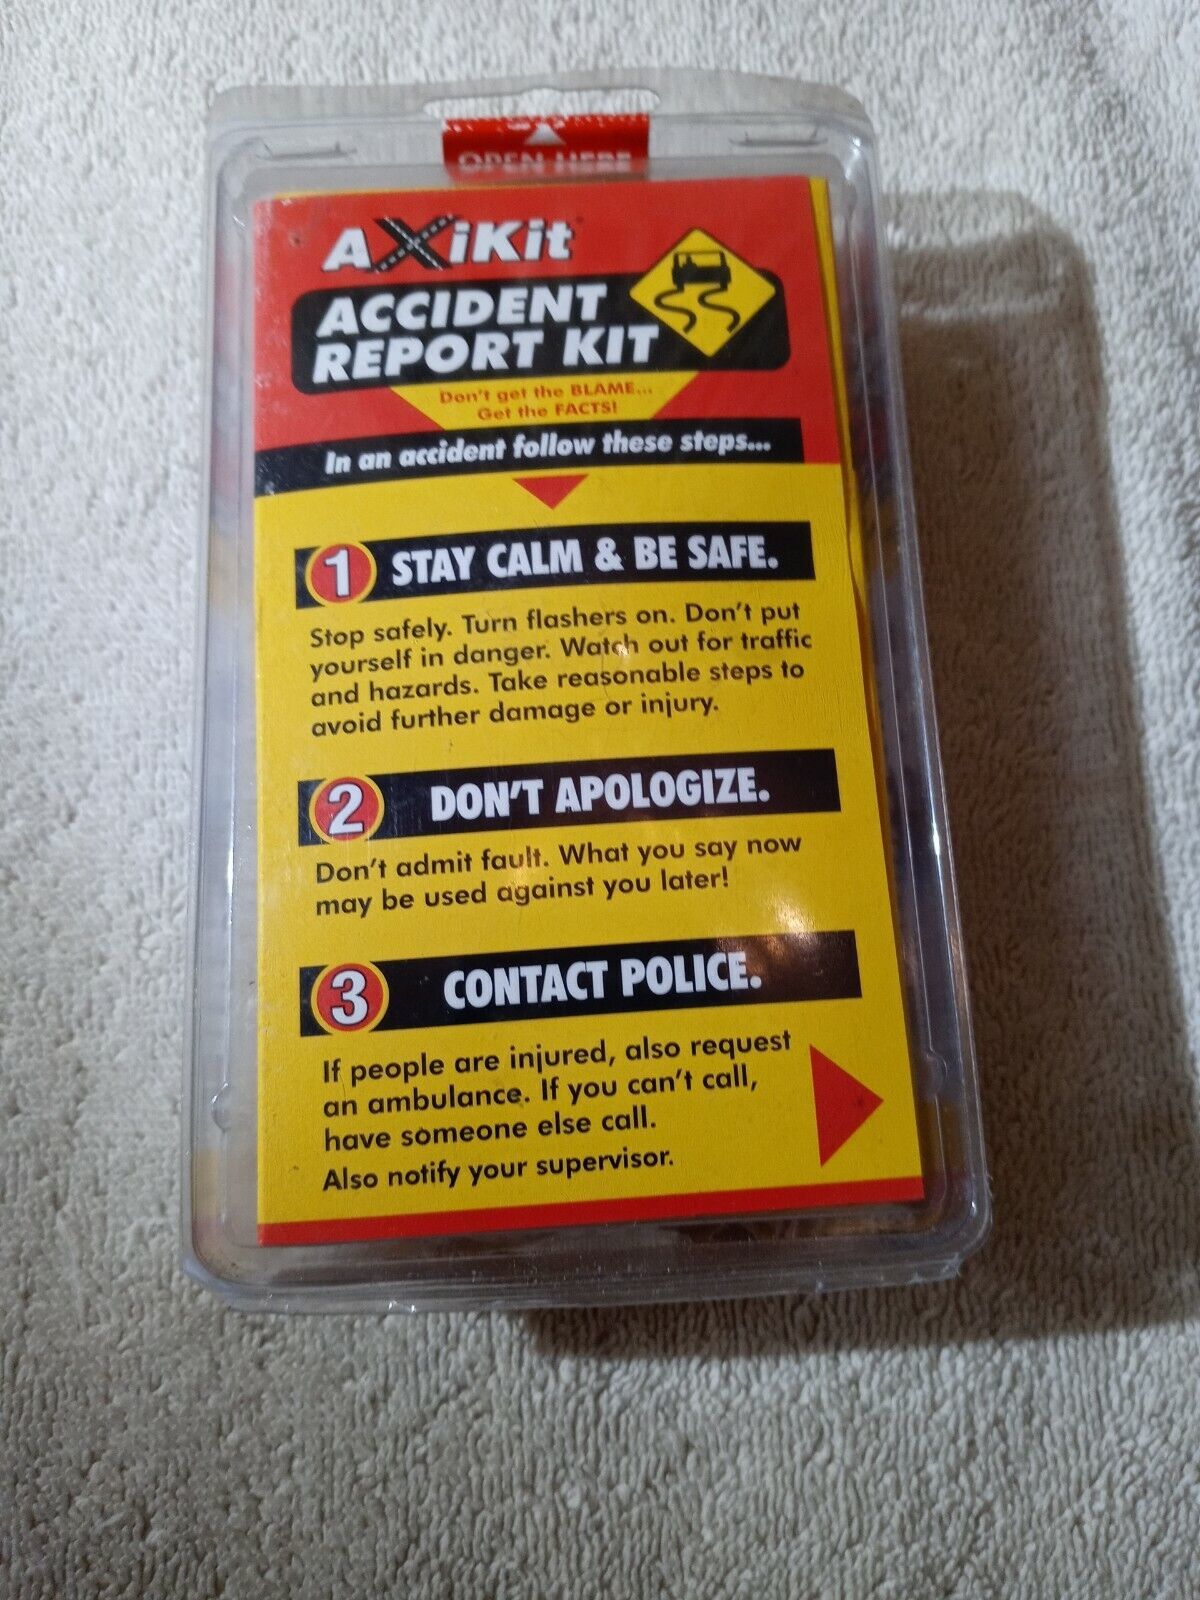 OPEN HERE
AXiKit
ACCIDENT
REPORT KIT
Don't get the BLAME...
Get the FACTS!
In an accident follow these steps...
1 STAY CALM & BE SAFE.
Stop safely. Turn flashers on. Don't put
yourself in danger. Watch out for traffic
and hazards. Take reasonable steps to
avoid further damage or injury.
2 DON'T APOLOGIZE.
Don't admit fault. What you say now
may be used against you later!
3 CONTACT POLICE.
If people are injured, also request
an ambulance. If you can't call,
have someone else call.
Also notify your supervisor.